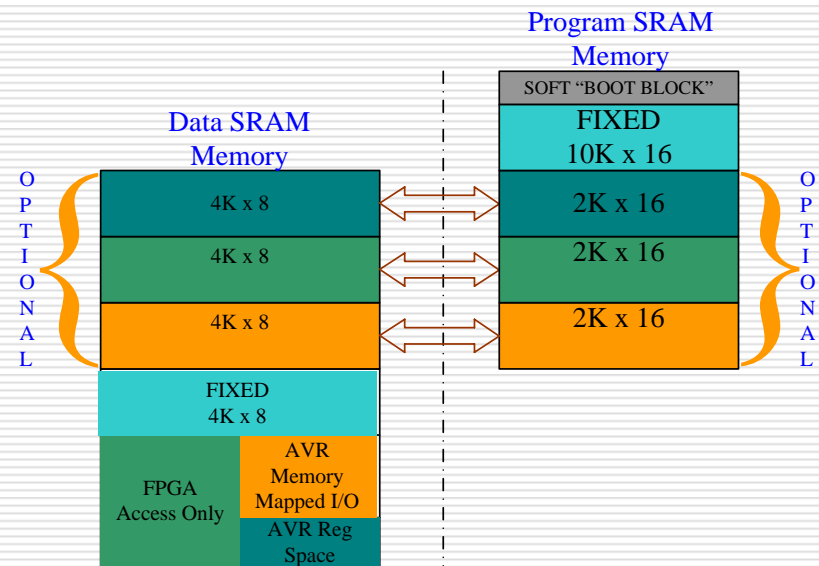 Program SRAM
Memory
SOFT “BOOT BLOCK”
FIXED
10K x 16
2K x 16
2K x 16
2K x 16
O
P
T
I
O
N
A
L
Data SRAM
Memory
O
P
T
I
O
N
A
L
4K x 8
4K x 8
4K x 8
FIXED
4K x 8
FPGA
Access Only
AVR
Memory
Mapped I/O
AVR Reg
Space